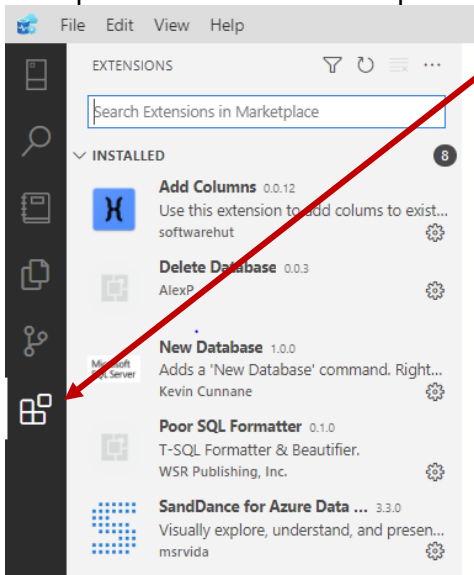 File Edit View Help
EXTENSIONS
Search Extensions in Marketplace
INSTALLED 8
Add Columns 0.0.12
Use this extension to add colums to exist...
softwarehut
Delete Database 0.0.3
AlexP
New Database 1.0.0
Microsoft
SQL Server
Adds a 'New Database' command. Right...
Kevin Cunnane
Poor SQL Formatter 0.1.0
T-SQL Formatter & Beautifier.
WSR Publishing, Inc.
SandDance for Azure Data ... 3.3.0
Visually explore, understand, and presen...
msrvida